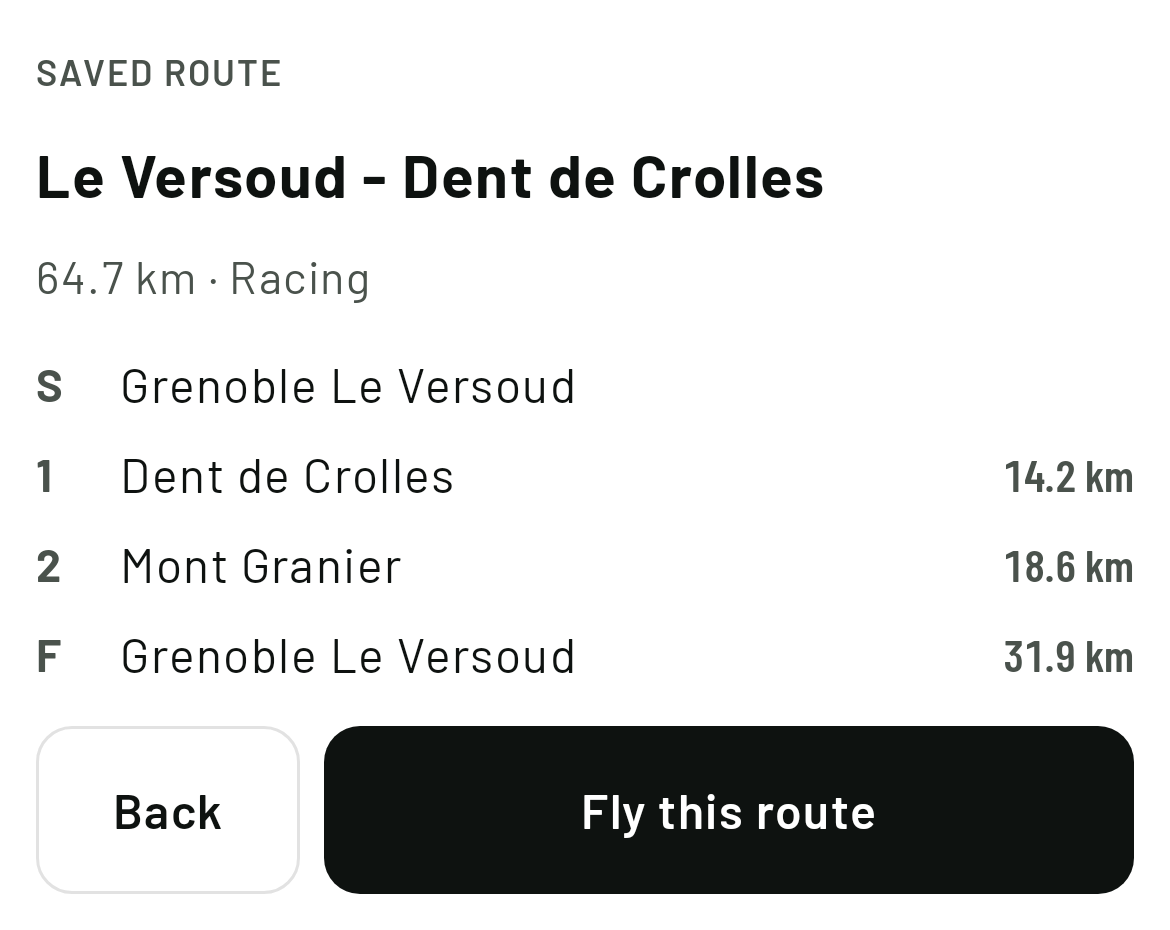 SAVED ROUTE
Le Versoud - Dent de Crolles
64.7 km · Racing
S Grenoble Le Versoud
1 Dent de Crolles 14.2 km
2 Mont Granier 18.6 km
F Grenoble Le Versoud 31.9 km
Back Fly this route